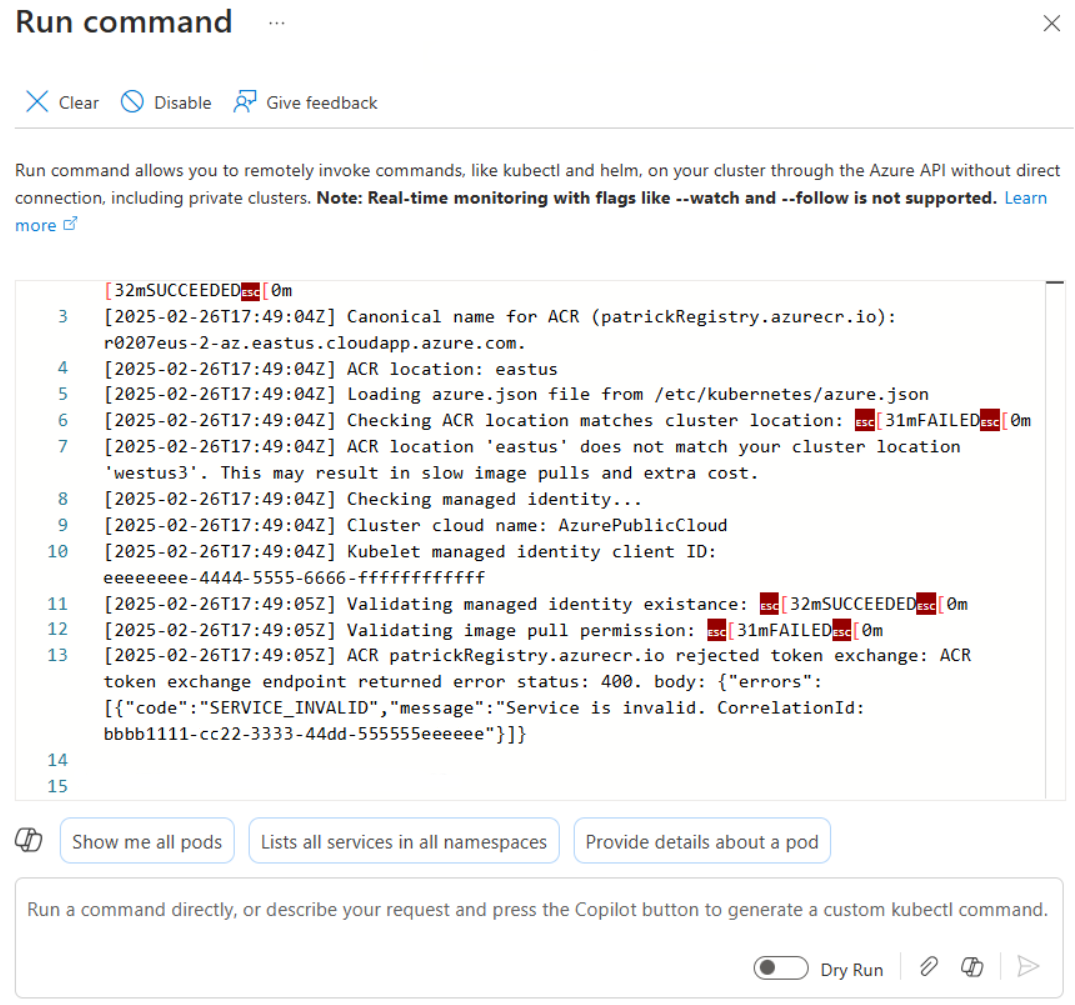 Run command ...
Clear Disable Give feedback
Run command allows you to remotely invoke commands, like kubectl and helm, on your cluster through the Azure API without direct
connection, including private clusters. Note: Real-time monitoring with flags like --watch and --follow is not supported. Learn
more
[32mSUCCEEDEDESC[0m
3 [2025-02-26T17:49:04Z] Canonical name for ACR (patrickRegistry.azurecr.io):
r0207eus-2-az.eastus.cloudapp.azure.com.
4 [2025-02-26T17:49:04Z] ACR location: eastus
5 [2025-02-26T17:49:04Z] Loading azure.json file from /etc/kubernetes/azure.json
6 [2025-02-26T17:49:04Z] Checking ACR location matches cluster location: ESC[31mFAILEDESC[0m
7 [2025-02-26T17:49:04Z] ACR location 'eastus' does not match your cluster location
'westus3'. This may result in slow image pulls and extra cost.
8 [2025-02-26T17:49:04Z] Checking managed identity...
9 [2025-02-26T17:49:04Z] Cluster cloud name: AzurePublicCloud
10 [2025-02-26T17:49:04Z] Kubelet managed identity client ID:
eeeeeeee-4444-5555-6666-ffffffffffff
11 [2025-02-26T17:49:05Z] Validating managed identity existance: ESC[32mSUCCEEDEDESC[0m
12 [2025-02-26T17:49:05Z] Validating image pull permission: ESC[31mFAILEDESC[0m
13 [2025-02-26T17:49:05Z] ACR patrickRegistry.azurecr.io rejected token exchange: ACR
token exchange endpoint returned error status: 400. body: {"errors":
[{"code":"SERVICE_INVALID","message":"Service is invalid. CorrelationId:
bbbb1111-cc22-3333-44dd-555555eeeeee"}]}
14
15
Show me all pods Lists all services in all namespaces Provide details about a pod
Run a command directly, or describe your request and press the Copilot button to generate a custom kubectl command.
Dry Run